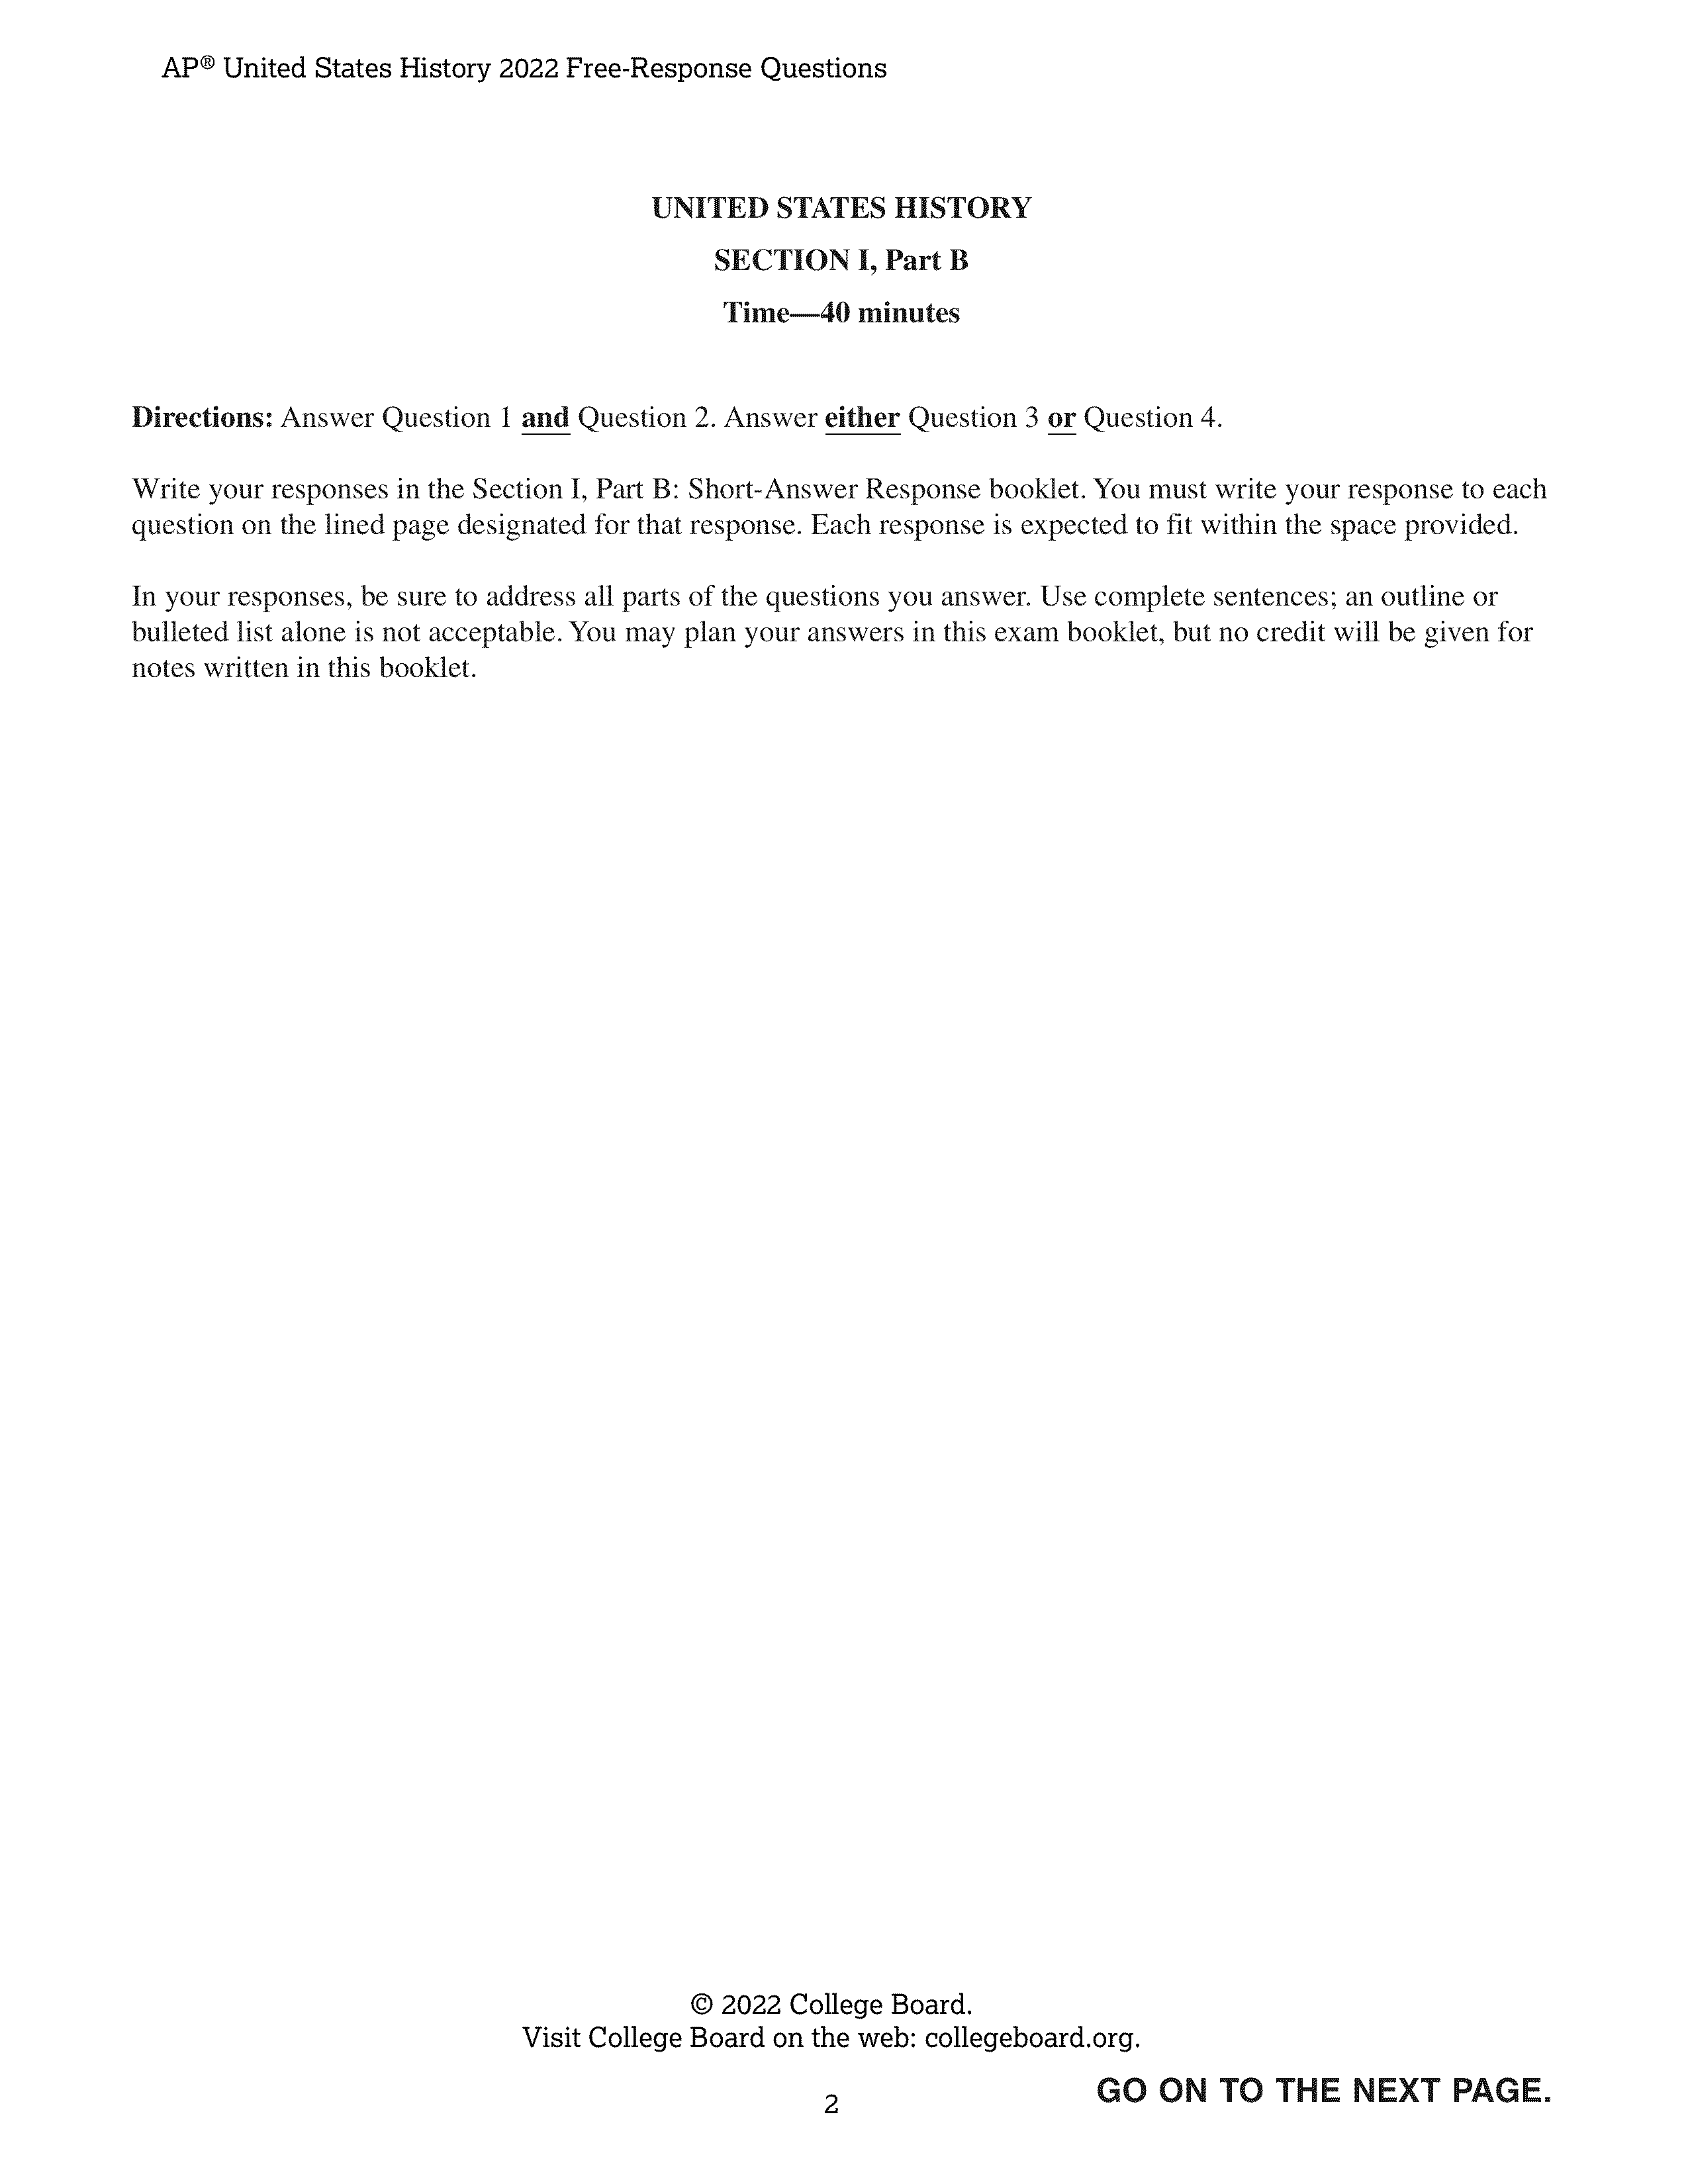 AP® United States History 2022 Free-Response Questions
UNITED STATES HISTORY
SECTION I, Part B
Time—40 minutes
Directions: Answer Question 1 and Question 2. Answer either Question 3 or Question 4.
Write your responses in the Section I, Part B: Short-Answer Response booklet. You must write your response to each
question on the lined page designated for that response. Each response is expected to fit within the space provided.
In your responses, be sure to address all parts of the questions you answer. Use complete sentences; an outline or
bulleted list alone is not acceptable. You may plan your answers in this exam booklet, but no credit will be given for
notes written in this booklet.
© 2022 College Board.
Visit College Board on the web: collegeboard.org.
GO ON TO THE NEXT PAGE.
2